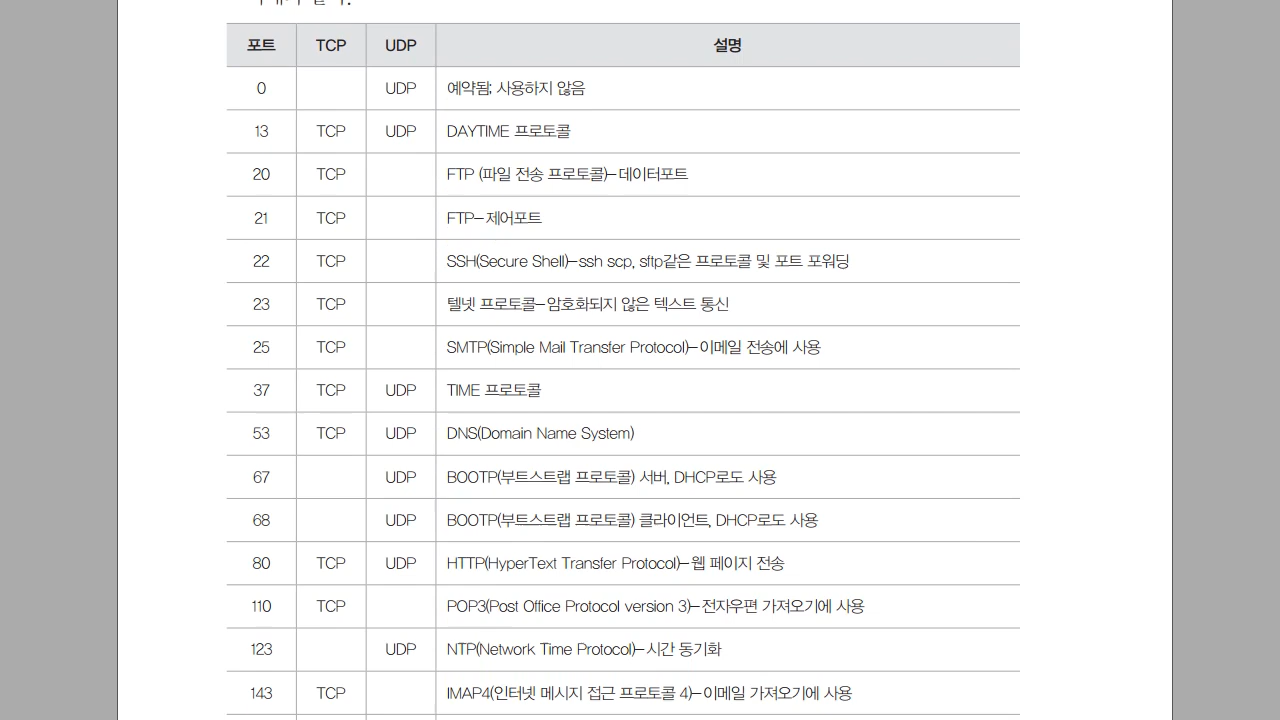 포트 TCP UDP 설명
0 UDP 예약됨; 사용하지 않음
13 TCP UDP DAYTIME 프로토콜
20 TCP FTP (파일 전송 프로토콜)-데이터포트
21 TCP FTP-제어포트
22 TCP SSH(Secure Shell)-ssh scp, sftp같은 프로토콜 및 포트 포워딩
23 TCP 텔넷 프로토콜-암호화되지 않은 텍스트 통신
25 TCP SMTP(Simple Mail Transfer Protocol)-이메일 전송에 사용
37 TCP UDP TIME 프로토콜
53 TCP UDP DNS(Domain Name System)
67 UDP BOOTP(부트스트랩 프로토콜) 서버, DHCP로도 사용
68 UDP BOOTP(부트스트랩 프로토콜) 클라이언트, DHCP로도 사용
80 TCP UDP HTTP(HyperText Transfer Protocol)-웹 페이지 전송
110 TCP POP3(Post Office Protocol version 3)-전자우편 가져오기에 사용
123 UDP NTP(Network Time Protocol)-시간 동기화
143 TCP IMAP4(인터넷 메시지 접근 프로토콜 4)-이메일 가져오기에 사용